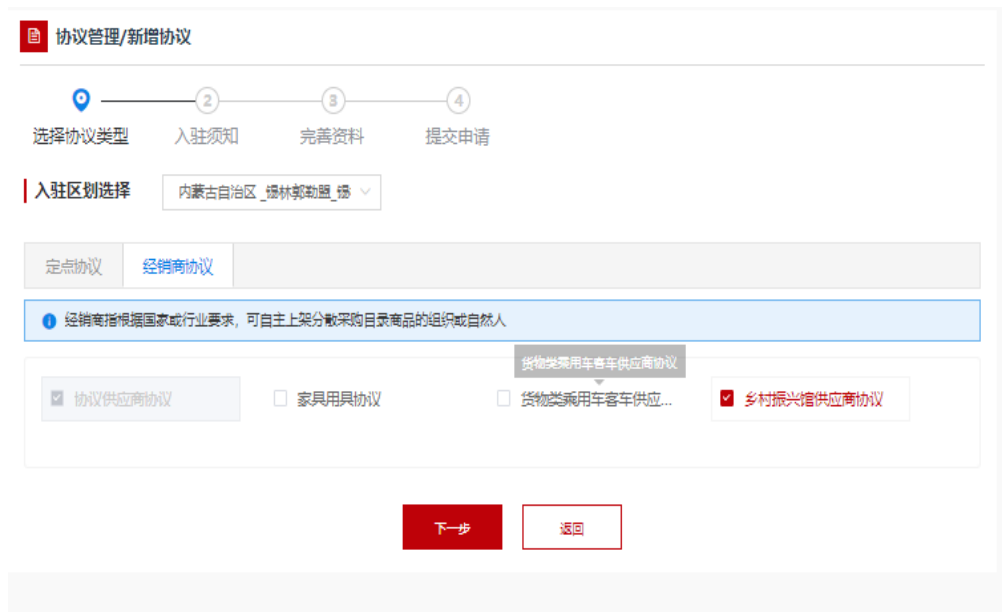 协议管理/新增协议
2 3 4
选择协议类型 入驻须知 完善资料 提交申请
入驻区划选择 内蒙古自治区 _锡林郭勒盟_锡
定点协议 经销商协议
经销商指根据国家或行业要求，可自主上架分散采购目录商品的组织或自然人
货物类乘用车客车供应商协议
协议供应商协议 家具用具协议 货物类乘用车客车供应... 乡村振兴馆供应商协议
下一步 返回